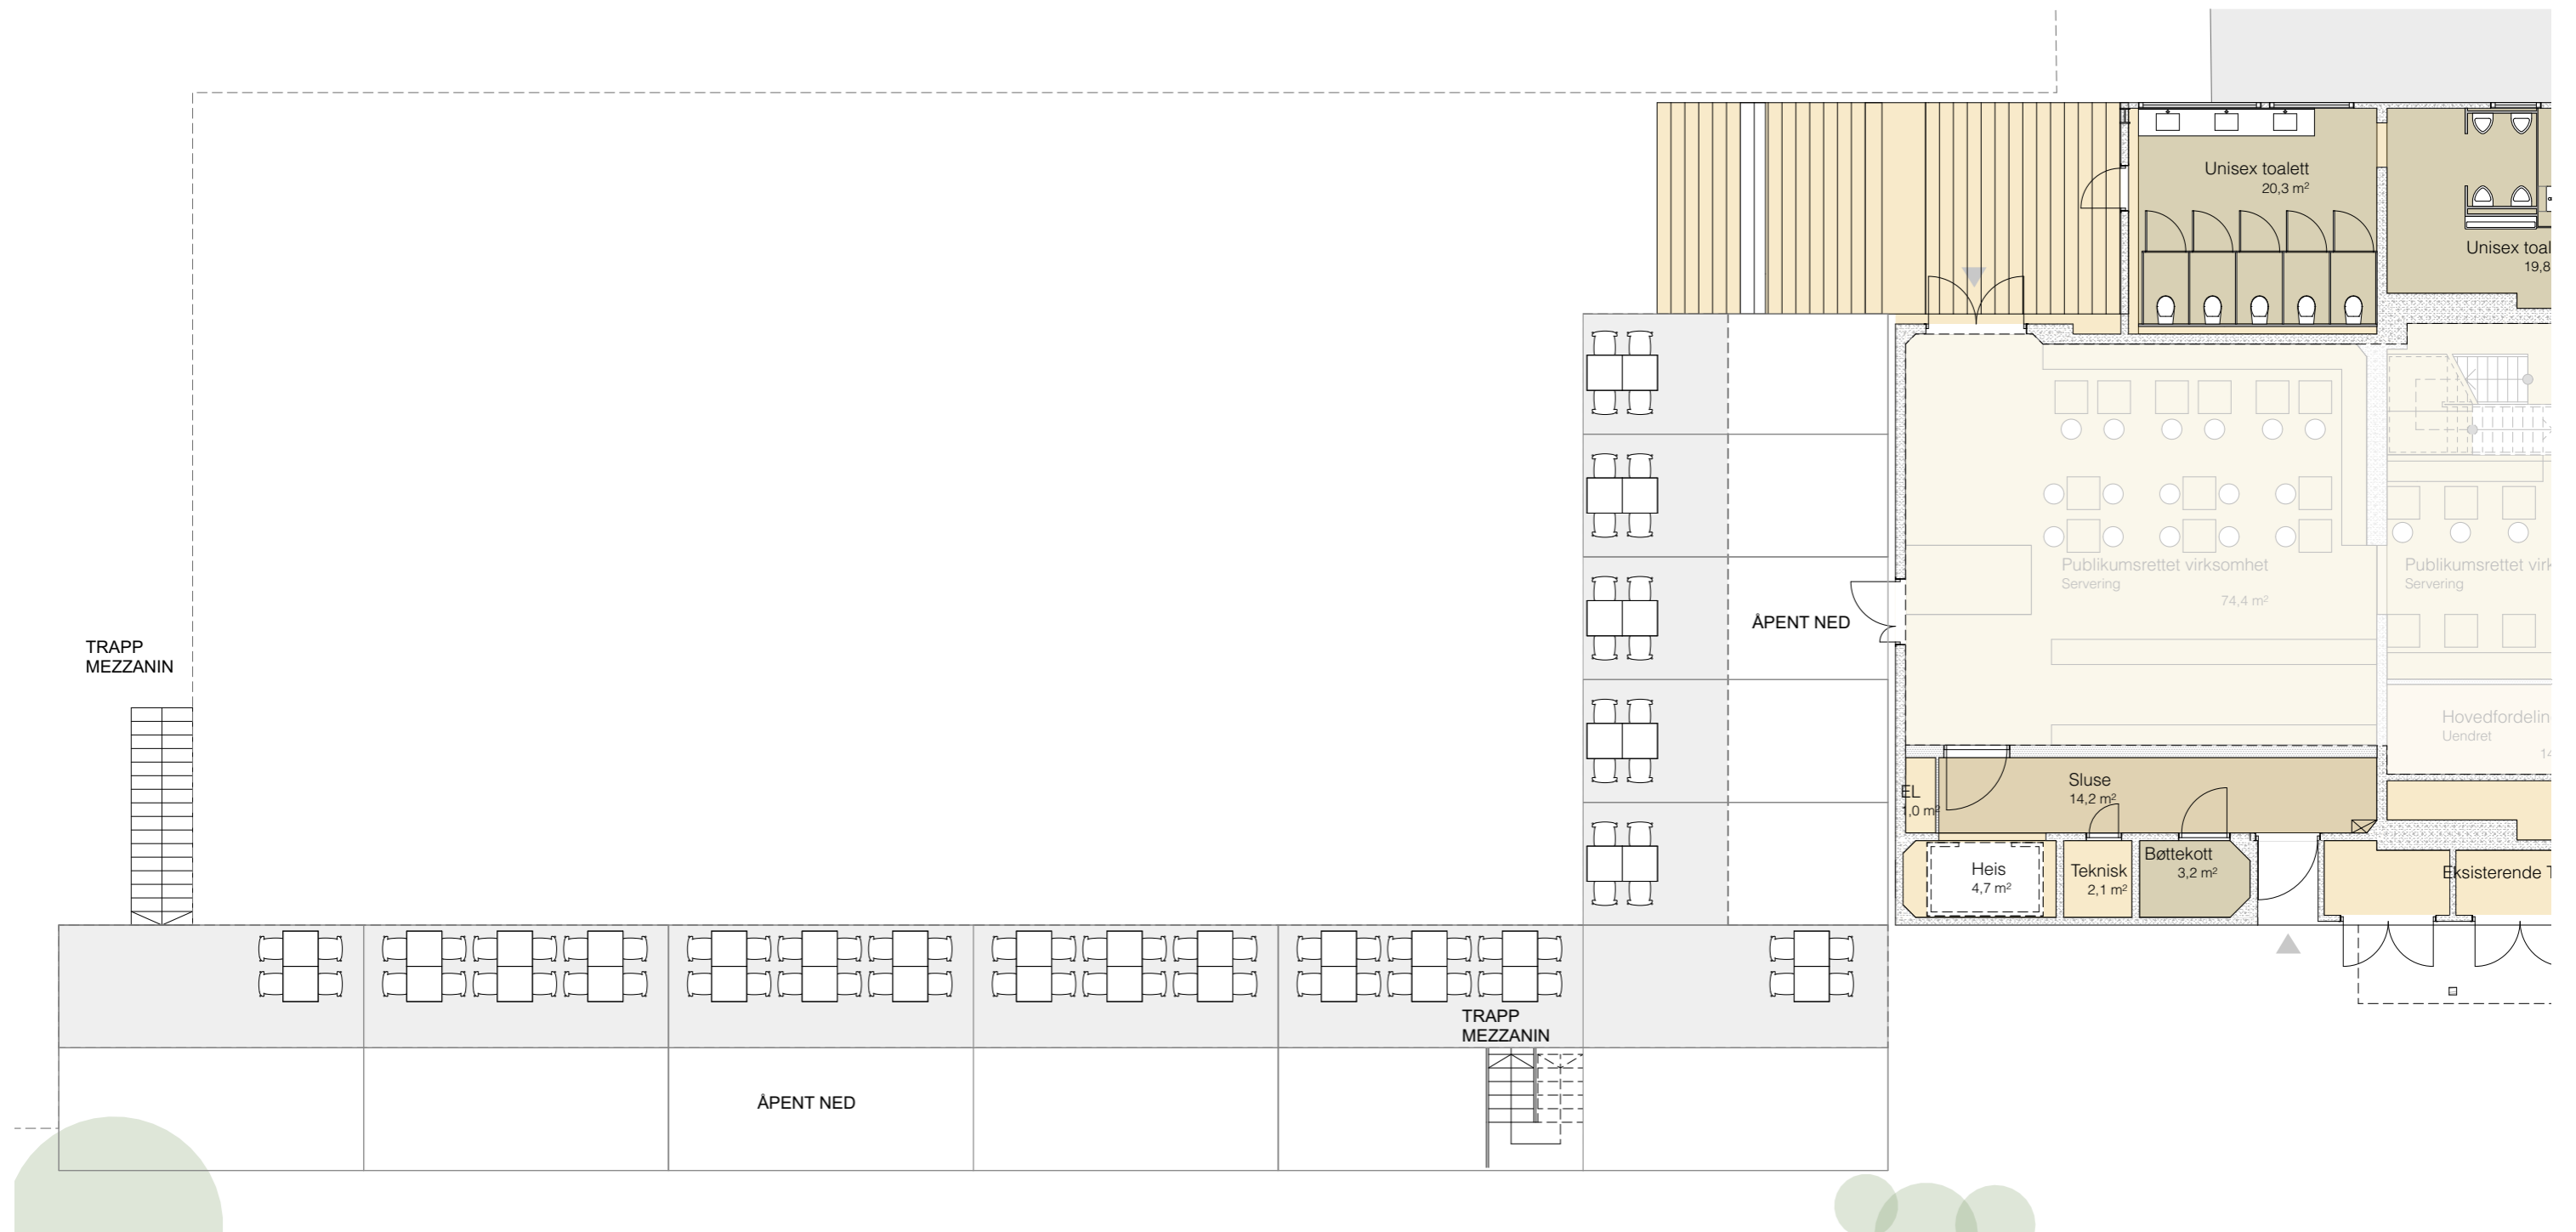 Unisex toalett
20,3 m²
Unisex toal
19,8
ÅPENT NED
Publikumsrettet virksomhet
Servering
74,4 m²
Publikumsrettet virk
Servering
TRAPP
MEZZANIN
Hovedfordelin
Uendret
14
EL
1,0 m²
Sluse
14,2 m²
Heis
4,7 m²
Teknisk
2,1 m²
Bøttekott
3,2 m²
Eksisterende T
TRAPP
MEZZANIN
ÅPENT NED